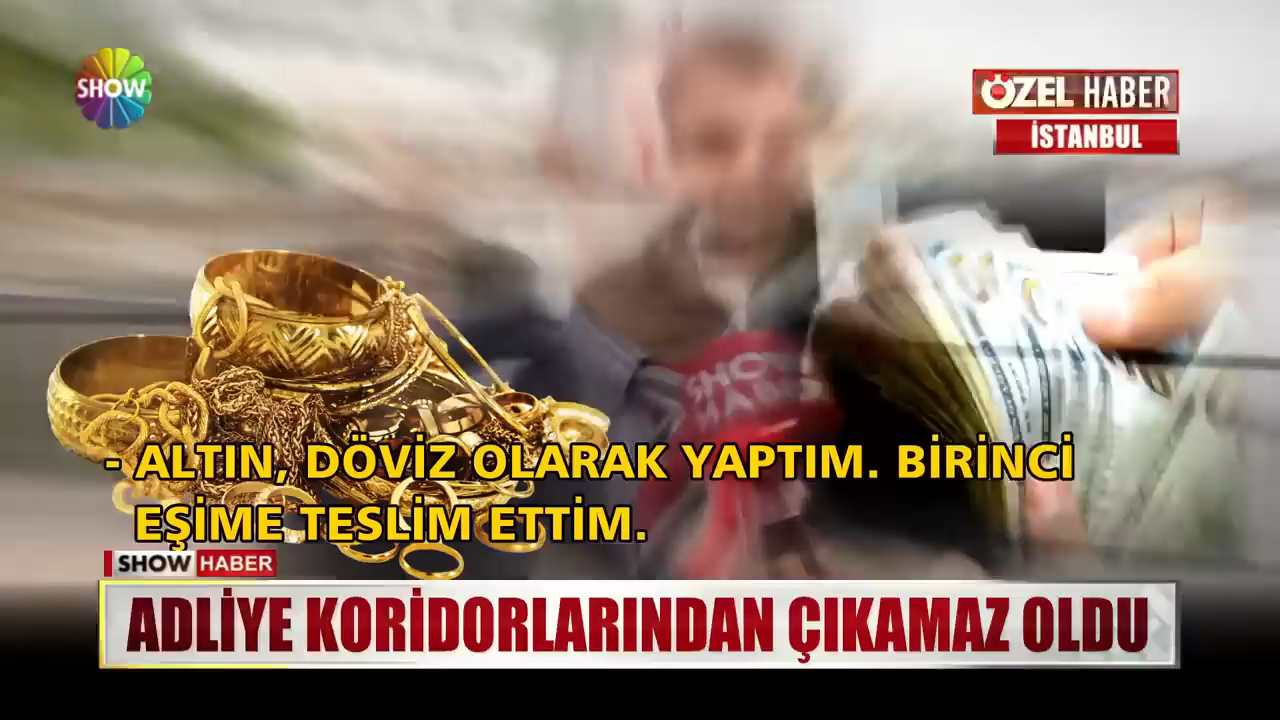 SHOW
ÖZEL HABER
İSTANBUL
SHOW
- ALTIN, DÖVİZ OLARAK YAPTIM. BİRİNCİ
EŞİME TESLİM ETTİM.
SHOW HABER
ADLİYE KORİDORLARINDAN ÇIKAMAZ OLDU